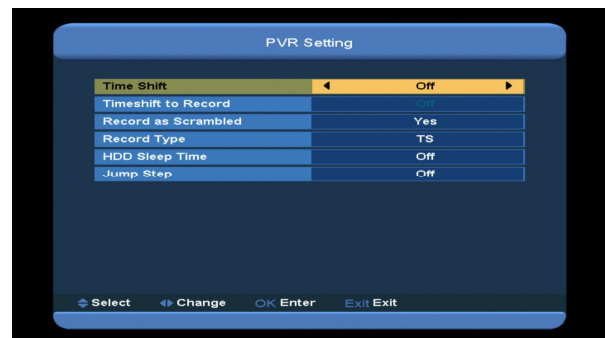 PVR Setting
Time Shift Off
Timeshift to Record Off
Record as Scrambled Yes
Record Type TS
HDD Sleep Time Off
Jump Step Off
Select Change OK Enter Exit Exit